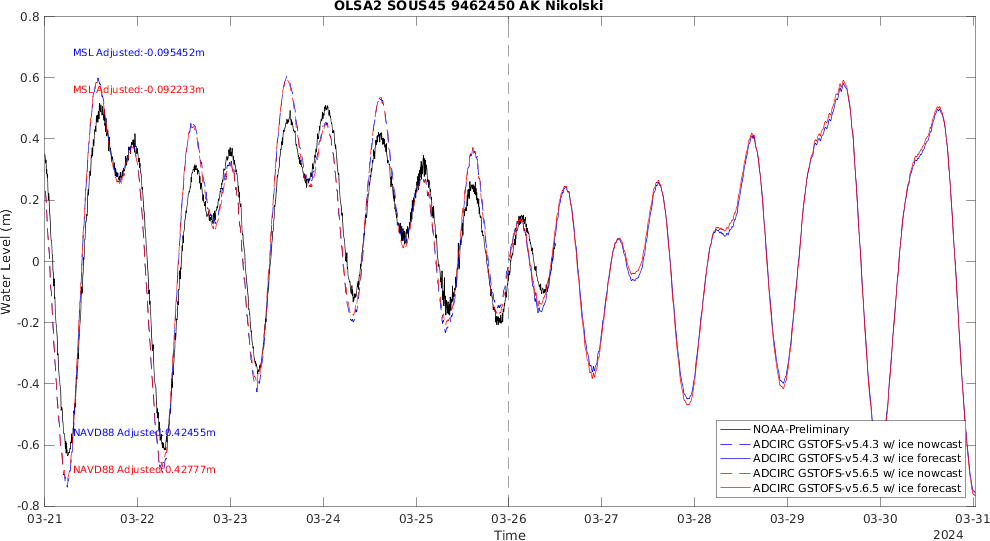 OLSA2 SOUS45 9462450 AK Nikolski
0.8
0.6
0.4
0.2
0
-0.2
-0.4
-0.6
-0.8
Water Level (m)
MSL Adjusted:-0.095452m
MSL Adjusted:-0.092233m
NAVD88 Adjusted:0.42455m
NAVD88 Adjusted:0.42777m
NOAA-Preliminary
ADCIRC GSTOFS-v5.4.3 w/ ice nowcast
ADCIRC GSTOFS-v5.4.3 w/ ice forecast
ADCIRC GSTOFS-v5.6.5 w/ ice nowcast
ADCIRC GSTOFS-v5.6.5 w/ ice forecast
03-21 03-22 03-23 03-24 03-25 03-26 03-27 03-28 03-29 03-30 03-31
Time
2024